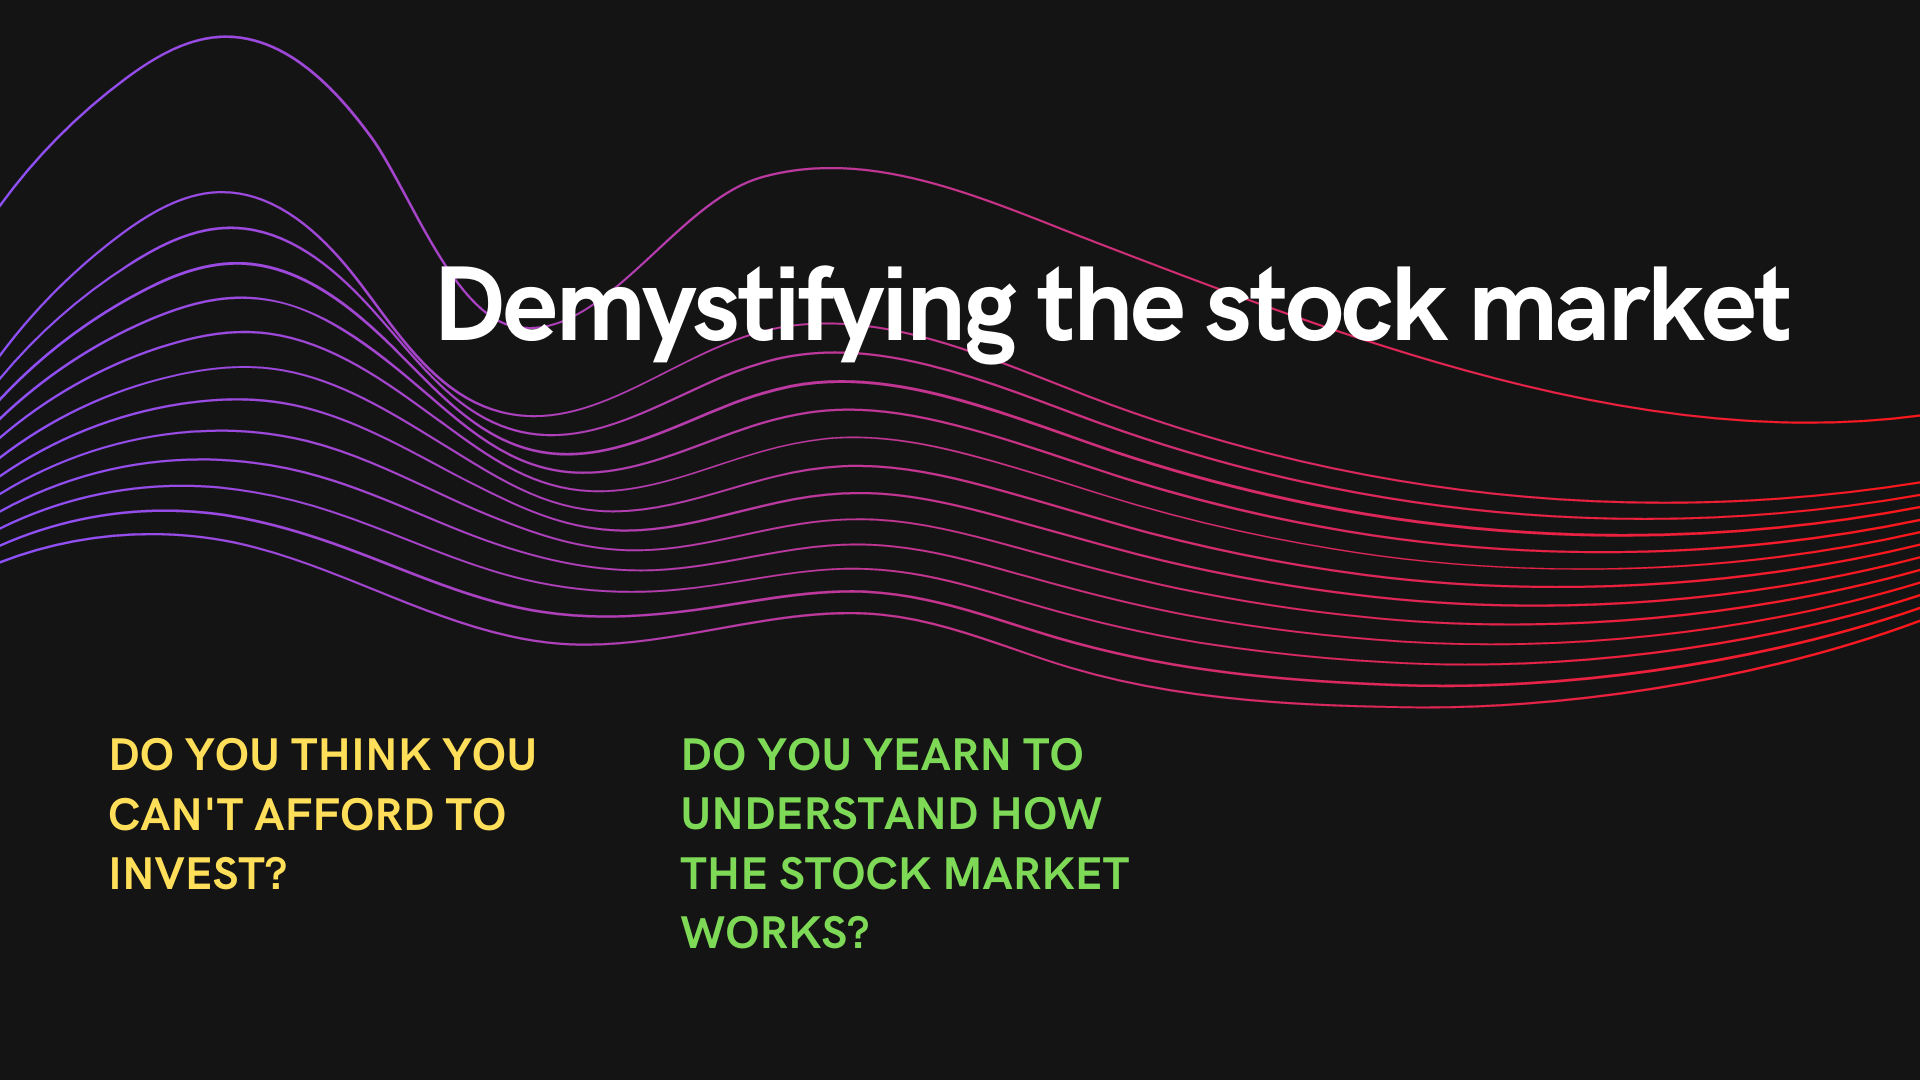 Demystifying the stock market
DO YOU THINK YOU
CAN'T AFFORD TO
INVEST?
DO YOU YEARN TO
UNDERSTAND HOW
THE STOCK MARKET
WORKS?